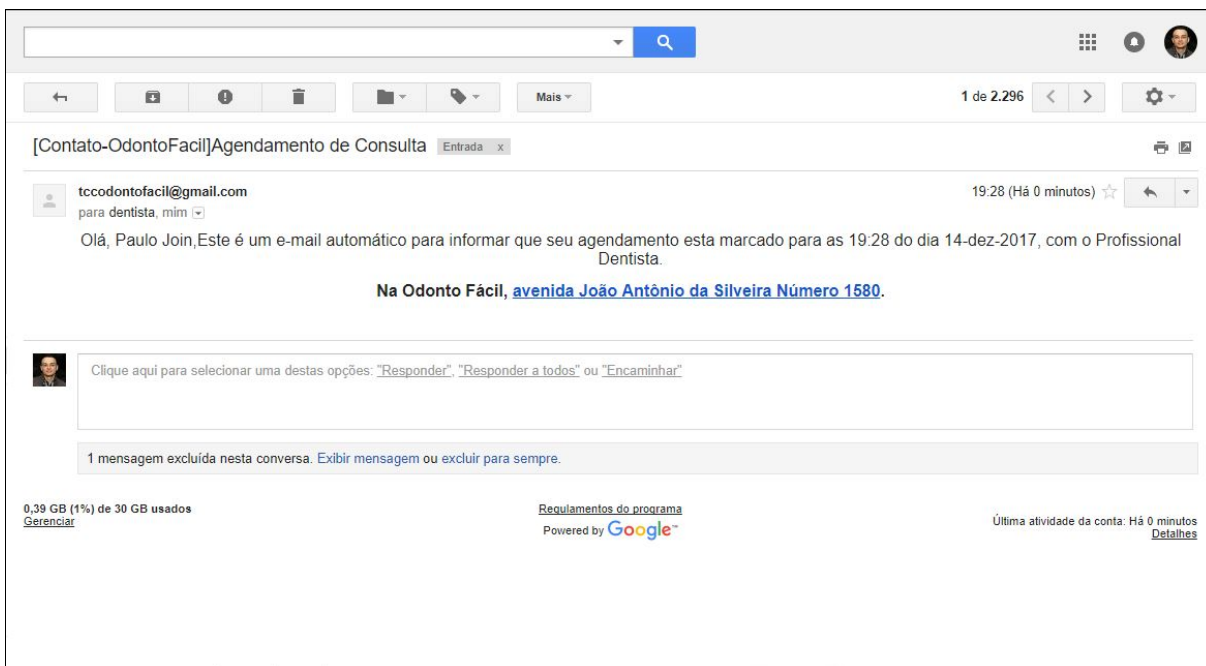 Mais
1 de 2.296
[Contato-OdontoFacil]Agendamento de Consulta Entrada x
tccodontofacil@gmail.com 19:28 (Há 0 minutos)
para dentista, mim
Olá, Paulo Join,Este é um e-mail automático para informar que seu agendamento esta marcado para as 19:28 do dia 14-dez-2017, com o Profissional
Dentista.
Na Odonto Fácil, avenida João Antônio da Silveira Número 1580.
Clique aqui para selecionar uma destas opções: "Responder", "Responder a todos" ou "Encaminhar"
1 mensagem excluída nesta conversa. Exibir mensagem ou excluir para sempre.
0,39 GB (1%) de 30 GB usados
Gerenciar
Regulamentos do programa
Powered by Google™
Última atividade da conta: Há 0 minutos
Detalhes